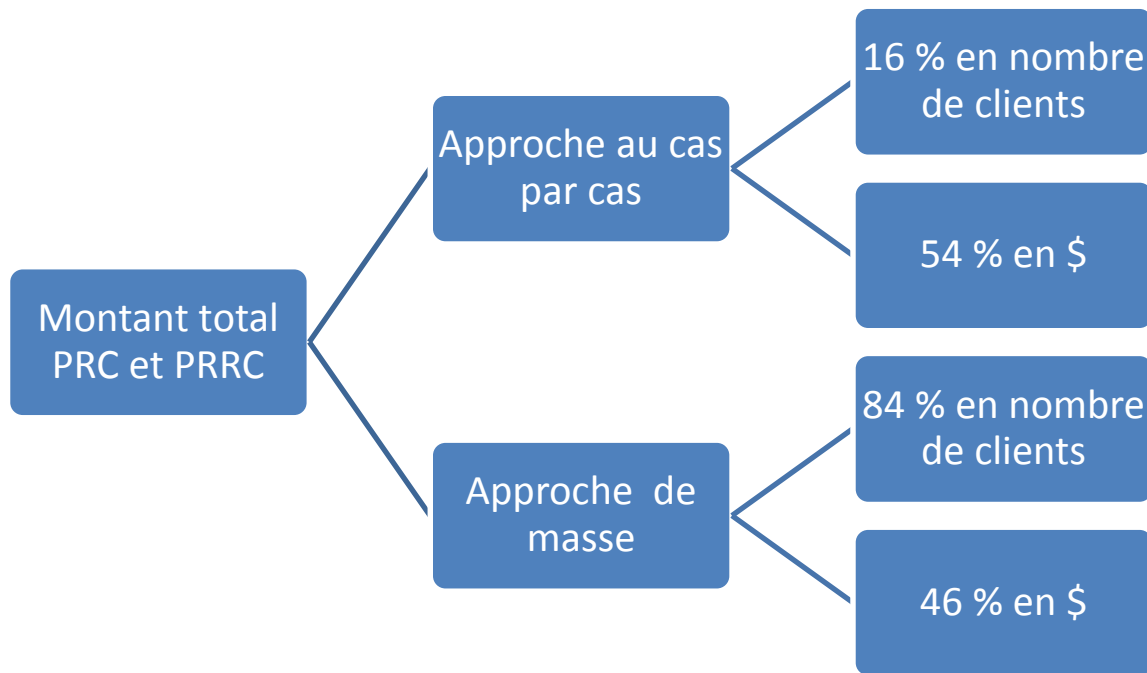 Montant total
PRC et PRRC
Approche au cas
par cas
16 % en nombre
de clients
54 % en $
Approche de
masse
84 % en nombre
de clients
46 % en $